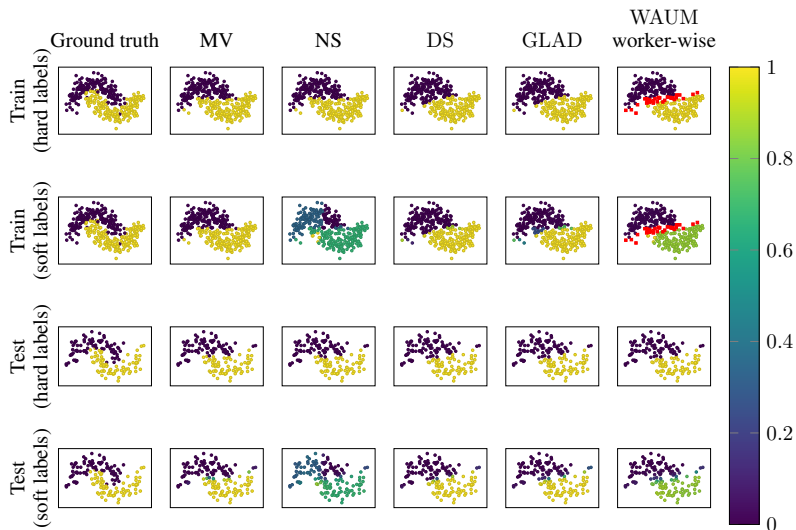 Ground truth
MV
NS
DS
GLAD
WAUM
worker-wise
Train
(hard labels)
Train
(soft labels)
Test
(hard labels)
Test
(soft labels)
1
0.8
0.6
0.4
0.2
0